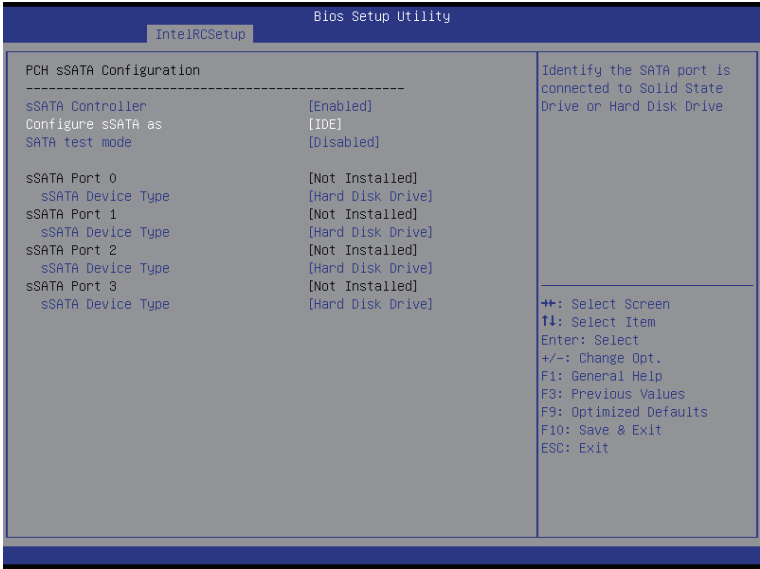 Bios Setup Utility
IntelRCSetup
PCH sSATA Configuration
--------------------------------------------------
sSATA Controller [Enabled]
Configure sSATA as [IDE]
SATA test mode [Disabled]
sSATA Port 0 [Not Installed]
sSATA Device Type [Hard Disk Drive]
sSATA Port 1 [Not Installed]
sSATA Device Type [Hard Disk Drive]
sSATA Port 2 [Not Installed]
sSATA Device Type [Hard Disk Drive]
sSATA Port 3 [Not Installed]
sSATA Device Type [Hard Disk Drive]
Identify the SATA port is
connected to Solid State
Drive or Hard Disk Drive
→←: Select Screen
↑↓: Select Item
Enter: Select
+/-: Change Opt.
F1: General Help
F3: Previous Values
F9: Optimized Defaults
F10: Save & Exit
ESC: Exit